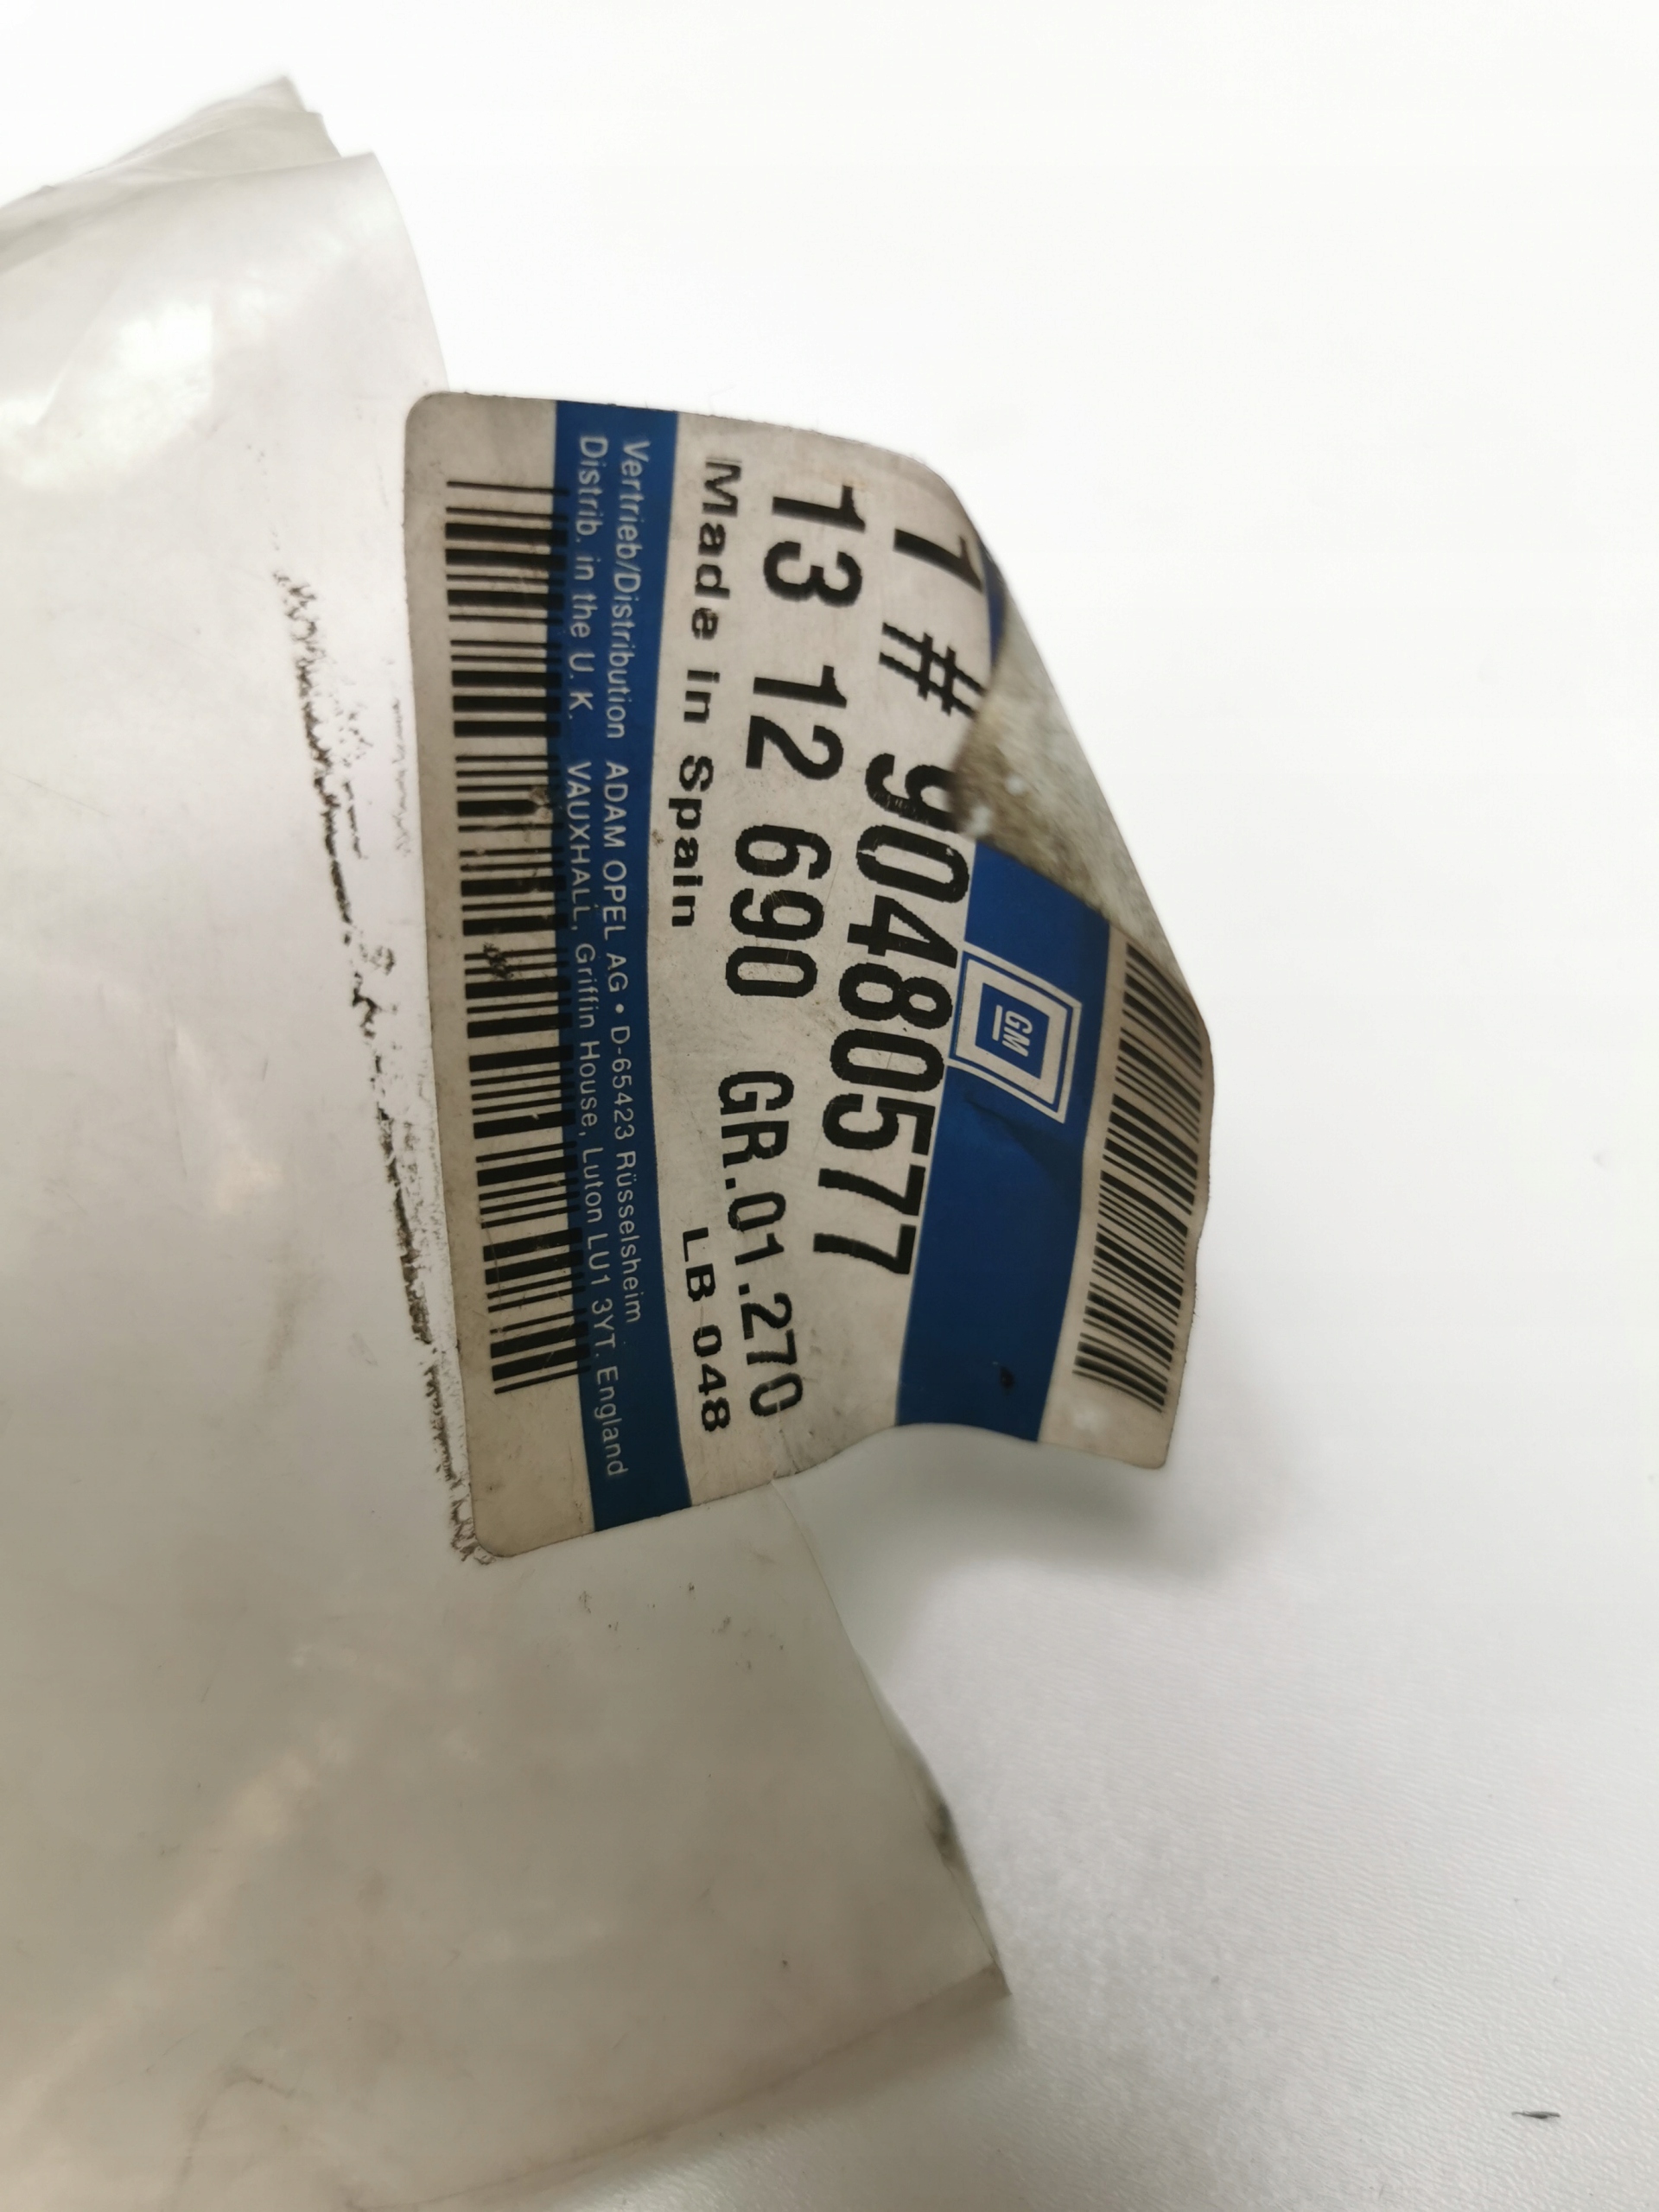 GM
1 # 90480577
13 12 690 GR.01.270
Made in Spain LB 048
Vertrieb/Distribution ADAM OPEL AG • D-65423 Rüsselsheim
Distrib. in the U. K. VAUXHALL, Griffin House, Luton LU1 3YT. England